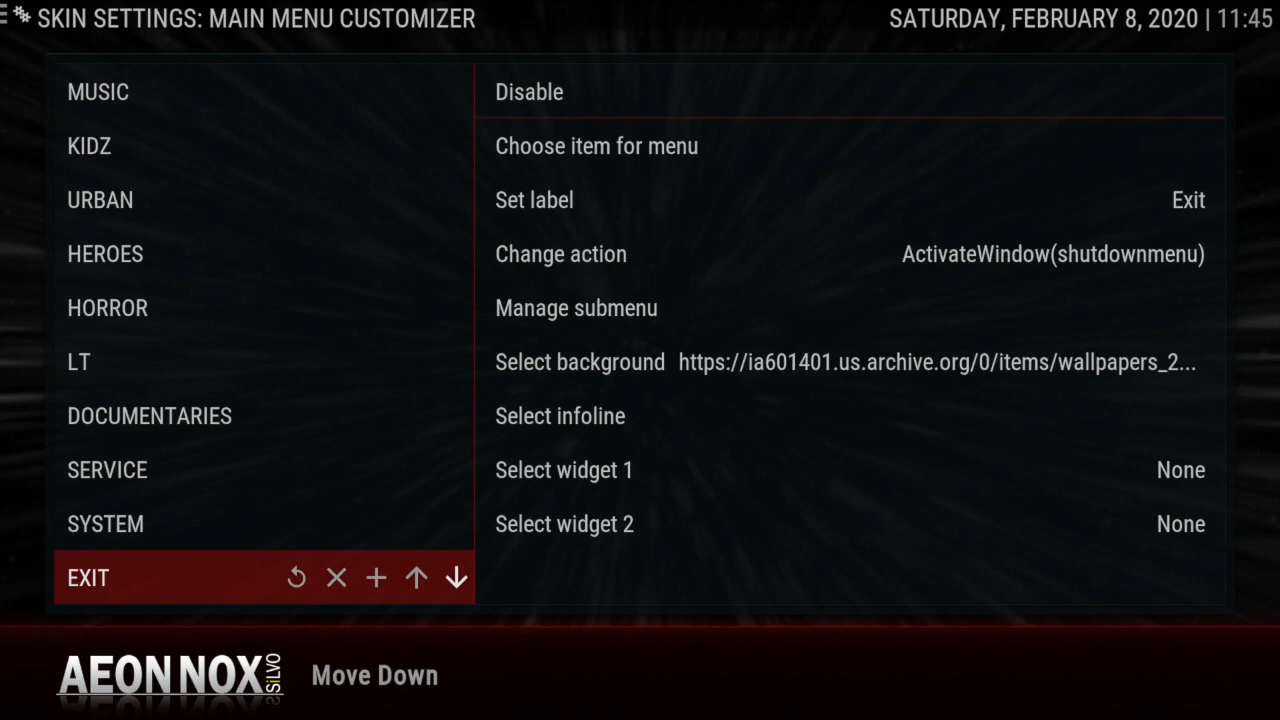 SKIN SETTINGS: MAIN MENU CUSTOMIZER
SATURDAY, FEBRUARY 8, 2020 | 11:45
MUSIC
KIDZ
URBAN
HEROES
HORROR
LT
DOCUMENTARIES
SERVICE
SYSTEM
EXIT
Disable
Choose item for menu
Set label Exit
Change action ActivateWindow(shutdownmenu)
Manage submenu
Select background https://ia601401.us.archive.org/0/items/wallpapers_2...
Select infoline
Select widget 1 None
Select widget 2 None
AEON NOX SiLVO
Move Down